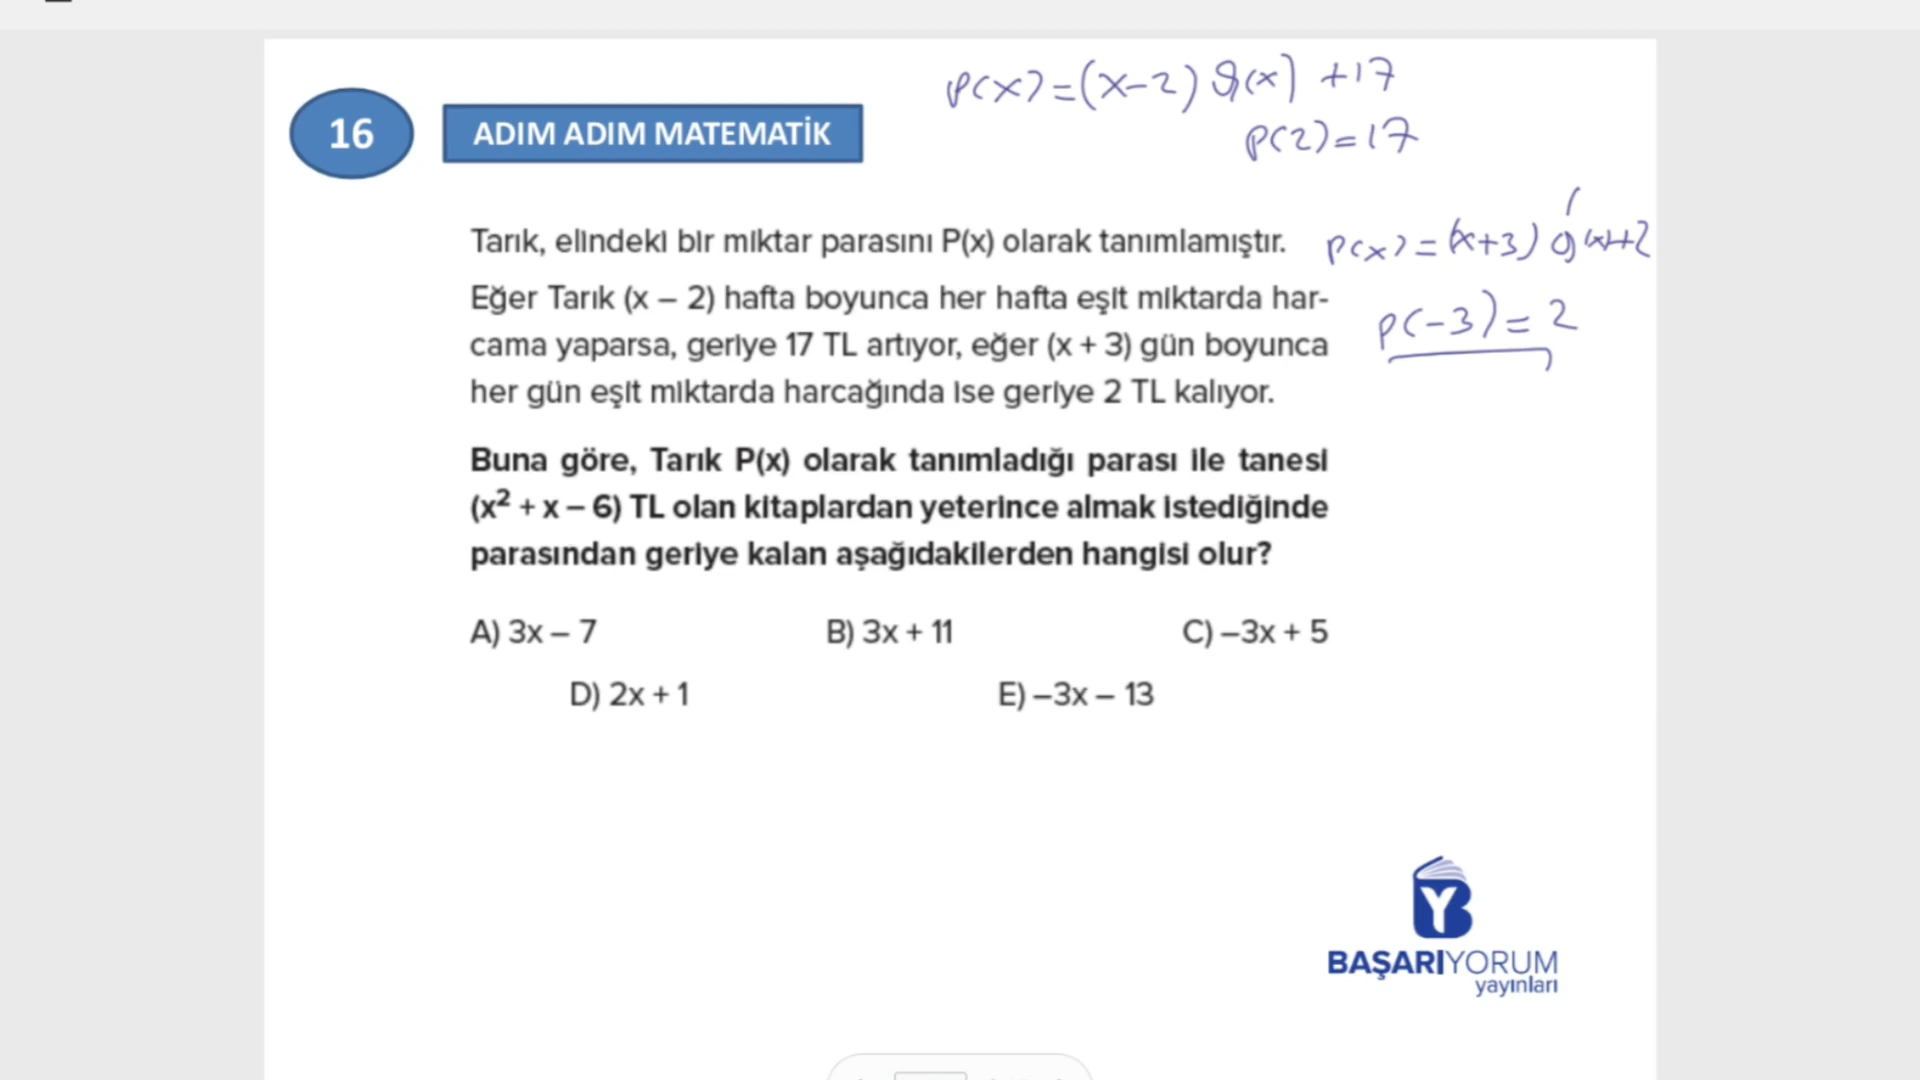 P(x) = (x-2) Q(x) + 17
16
ADIM ADIM MATEMATİK
P(2) = 17
Tarık, elindeki bir miktar parasını P(x) olarak tanımlamıştır.
P(x) = (x+3) Q(x)+2
Eğer Tarık (x – 2) hafta boyunca her hafta eşit miktarda har-
cama yaparsa, geriye 17 TL artıyor, eğer (x + 3) gün boyunca
P(-3) = 2
her gün eşit miktarda harcağında ise geriye 2 TL kalıyor.
Buna göre, Tarık P(x) olarak tanımladığı parası ile tanesi
(x² + x – 6) TL olan kitaplardan yeterince almak istediğinde
parasından geriye kalan aşağıdakilerden hangisi olur?
A) 3x – 7 B) 3x + 11 C) –3x + 5
D) 2x + 1 E) –3x – 13
BAŞARIYORUM
yayınları